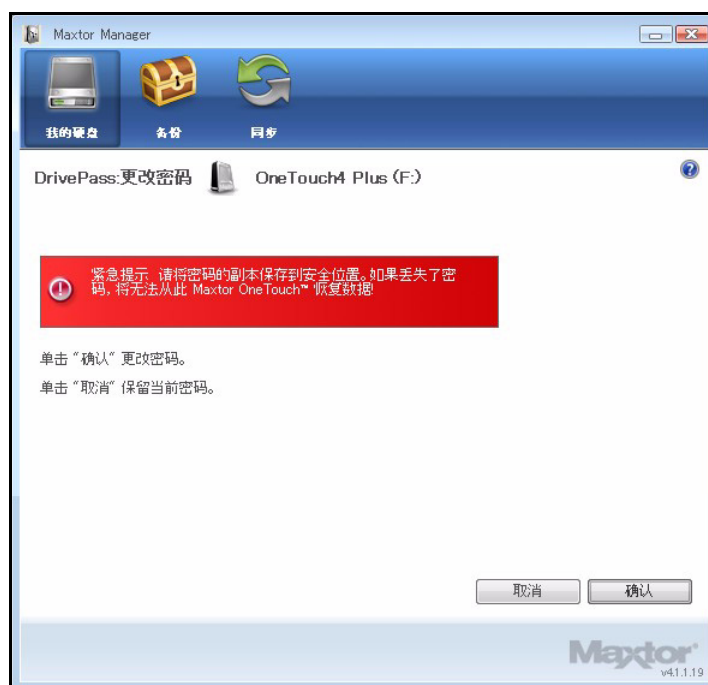 Maxtor Manager
我的硬盘
备份
同步
DrivePass:更改密码 OneTouch4 Plus (F:)
紧急提示 请将密码的副本保存到安全位置。如果丢失了密
码，将无法从此 Maxtor OneTouch™ 恢复数据!
单击“确认” 更改密码。
单击“取消” 保留当前密码。
取消 确认
Maxtor
v4.1.1.19